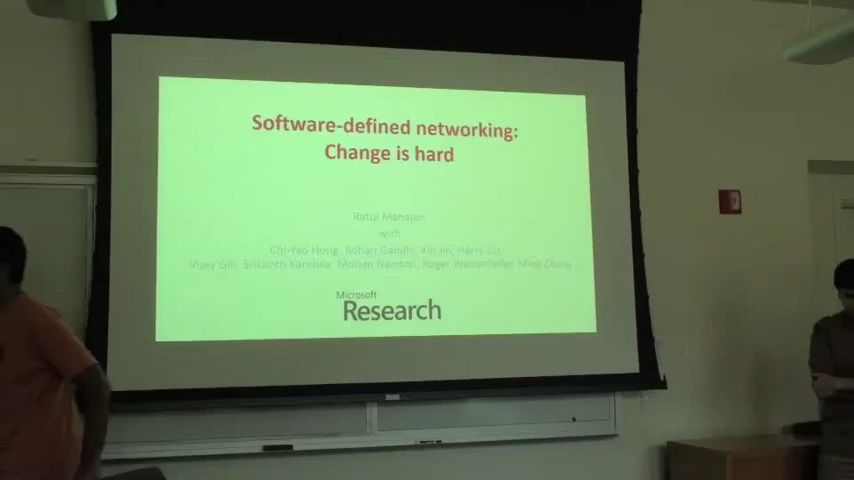 Software-defined networking:
Change is hard
Ratul Mahajan
with
Chi-Yao Hong, Rohan Gandhi, Xin Jin, Harry Liu,
Vijay Gill, Srikanth Kandula, Mohan Nanduri, Roger Wattenhofer, Ming Zhang
Microsoft
Research